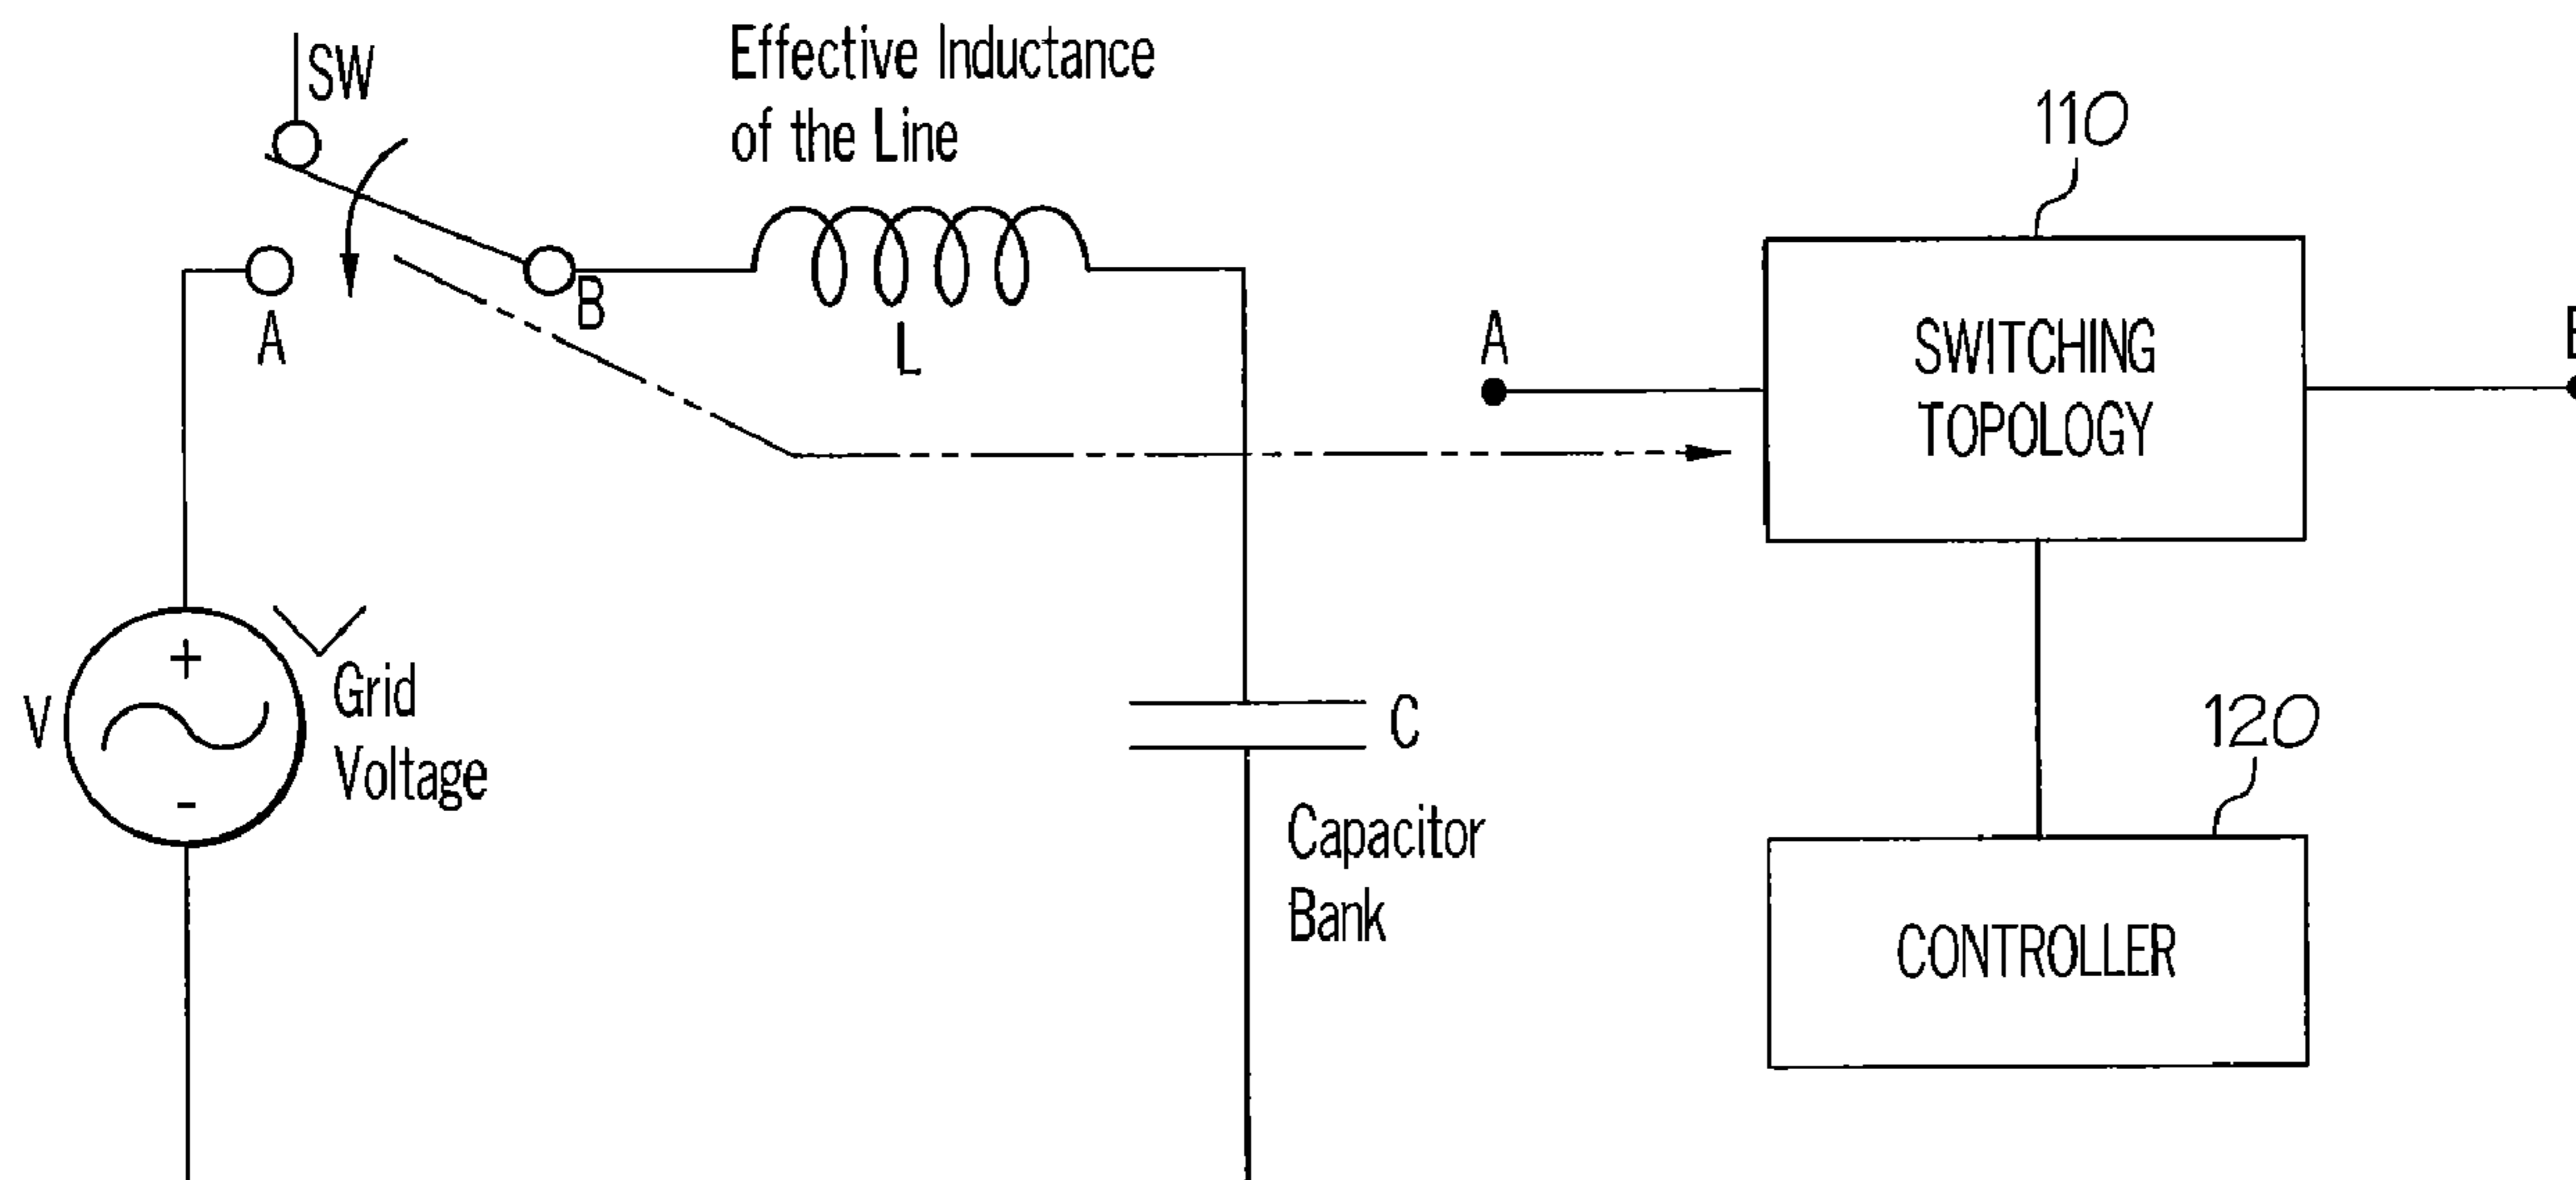 SW
Effective Inductance
of the Line
A
B
L
V
+
-
Grid
Voltage
C
Capacitor
Bank
110
A
SWITCHING
TOPOLOGY
120
CONTROLLER